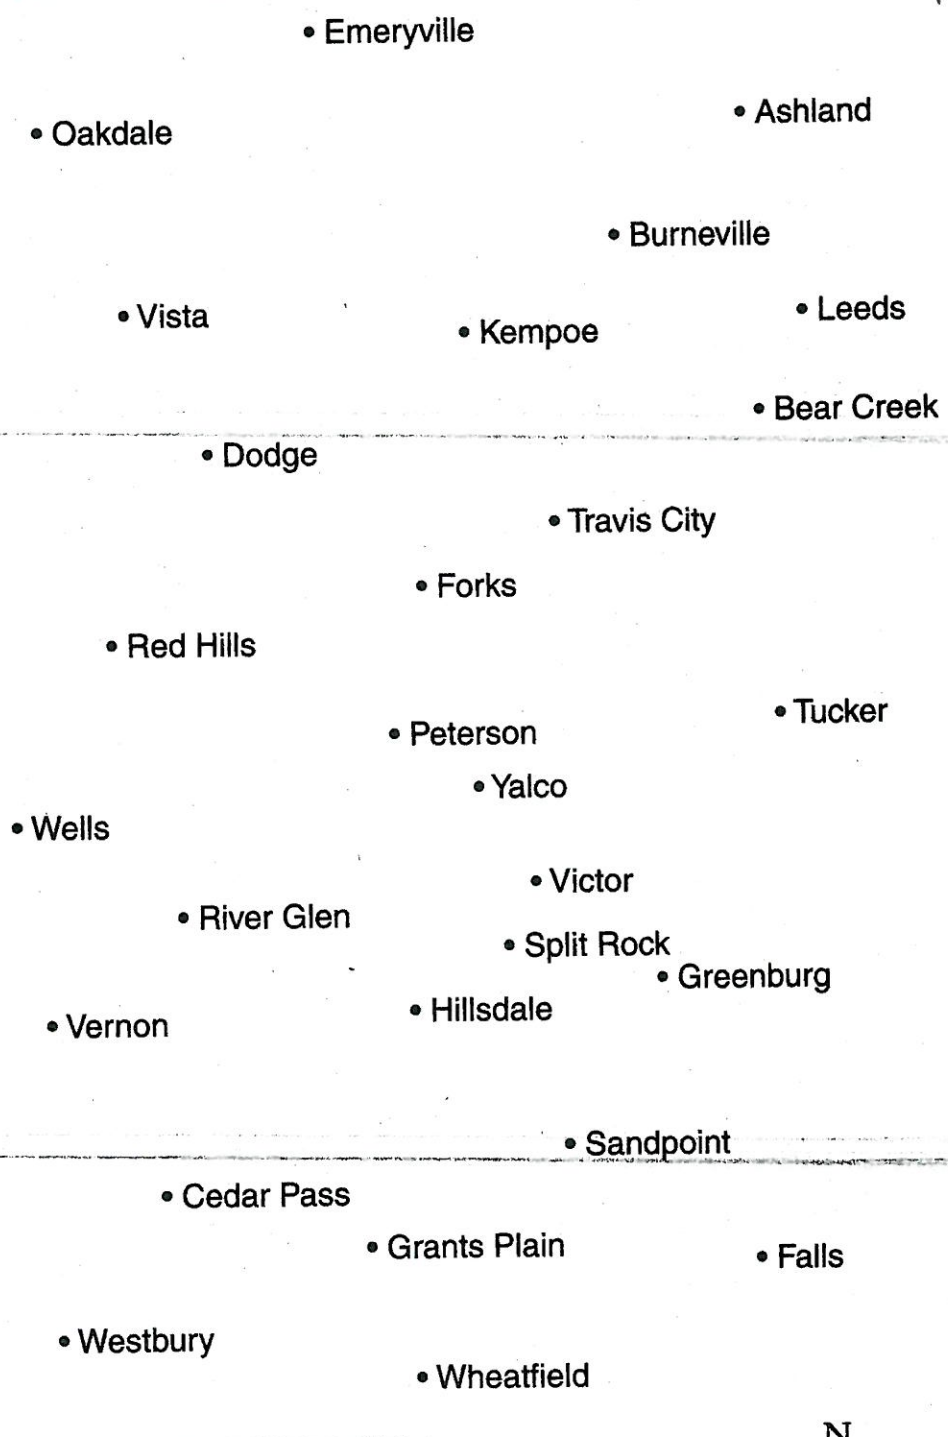 Emeryville
Ashland
Oakdale
Burneville
Leeds
Vista
Kempoe
Bear Creek
Dodge
Travis City
Forks
Red Hills
Tucker
Peterson
Yalco
Wells
Victor
River Glen
Split Rock
Greenburg
Hillsdale
Vernon
Sandpoint
Cedar Pass
Grants Plain
Falls
Westbury
Wheatfield
N